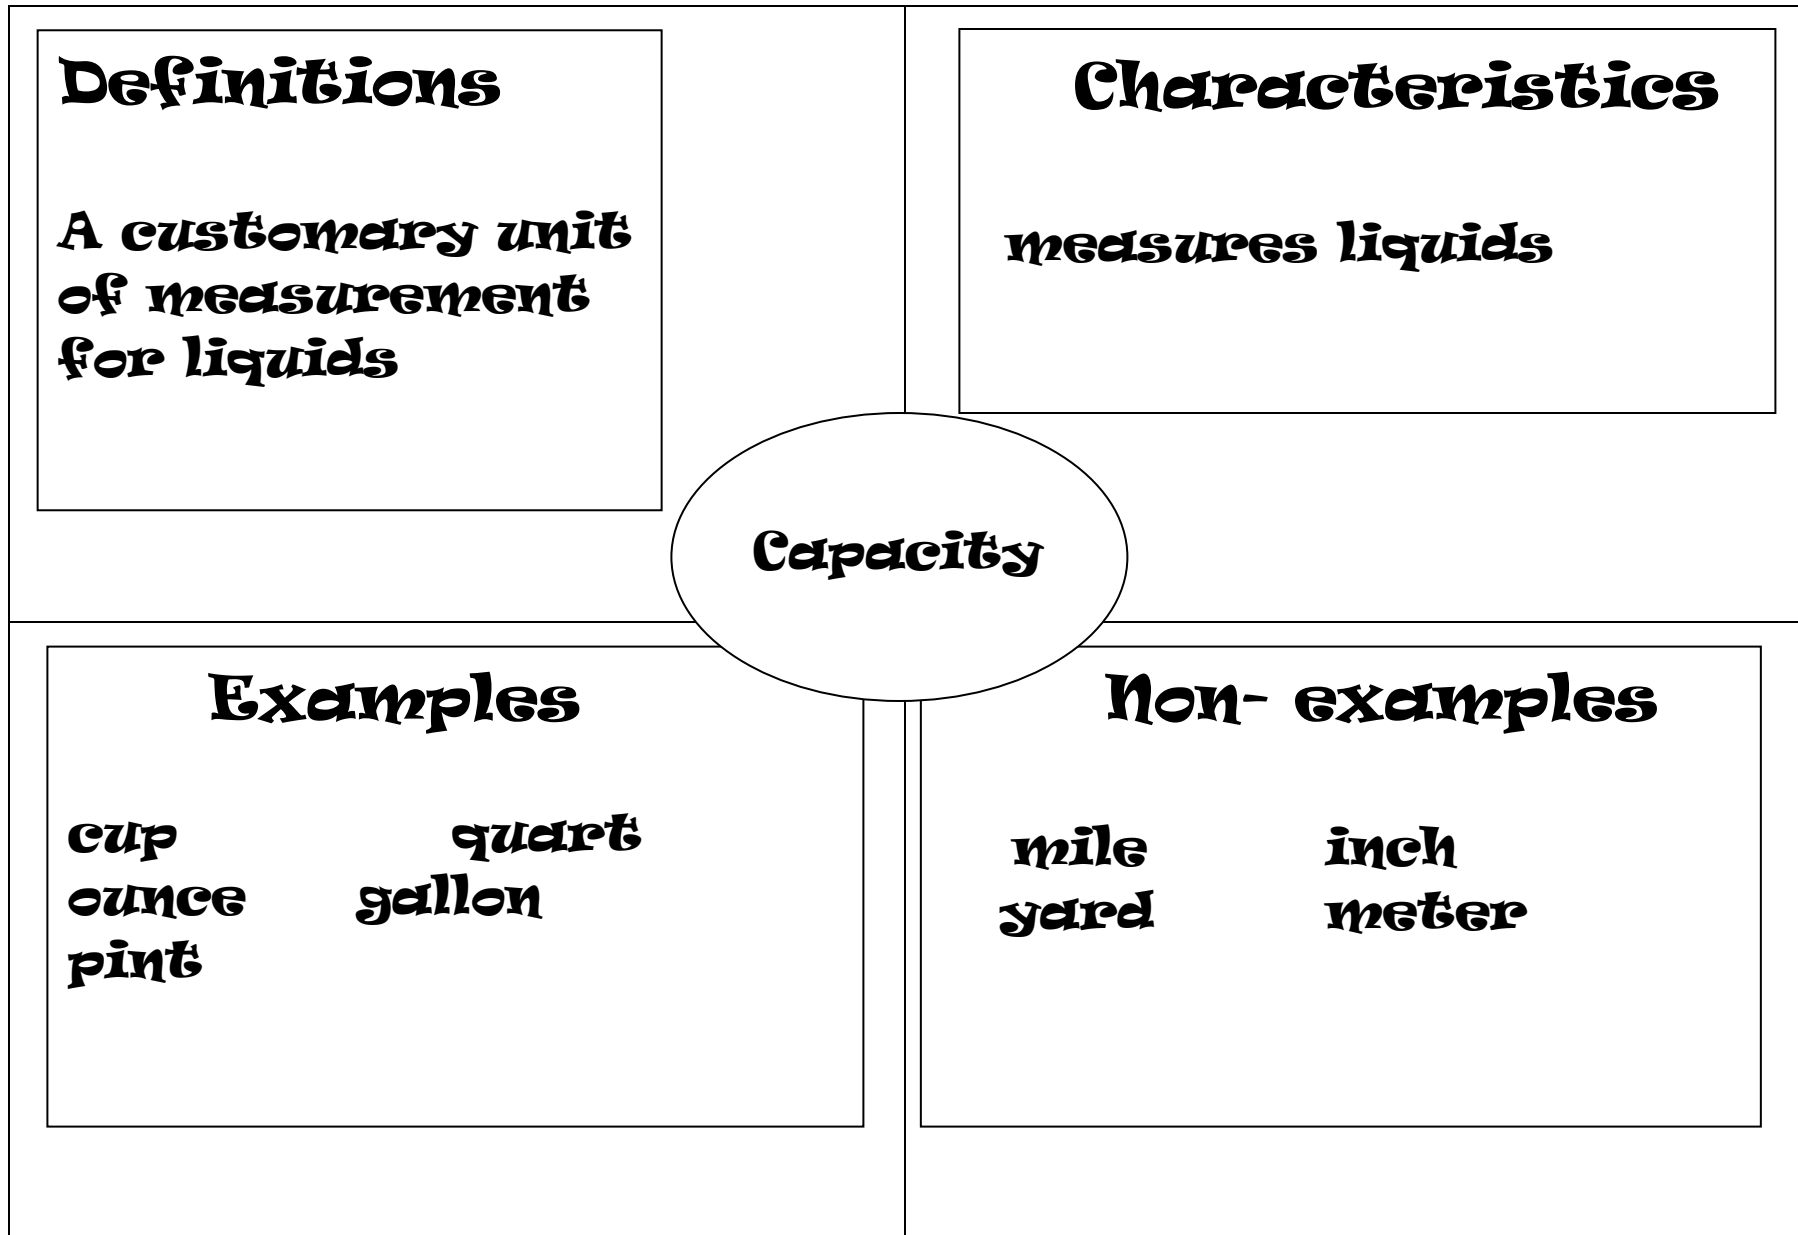 Definitions
A customary unit
of measurement
for liquids
Characteristics
measures liquids
Capacity
Examples
cup quart
ounce gallon
pint
Non- examples
mile inch
yard meter